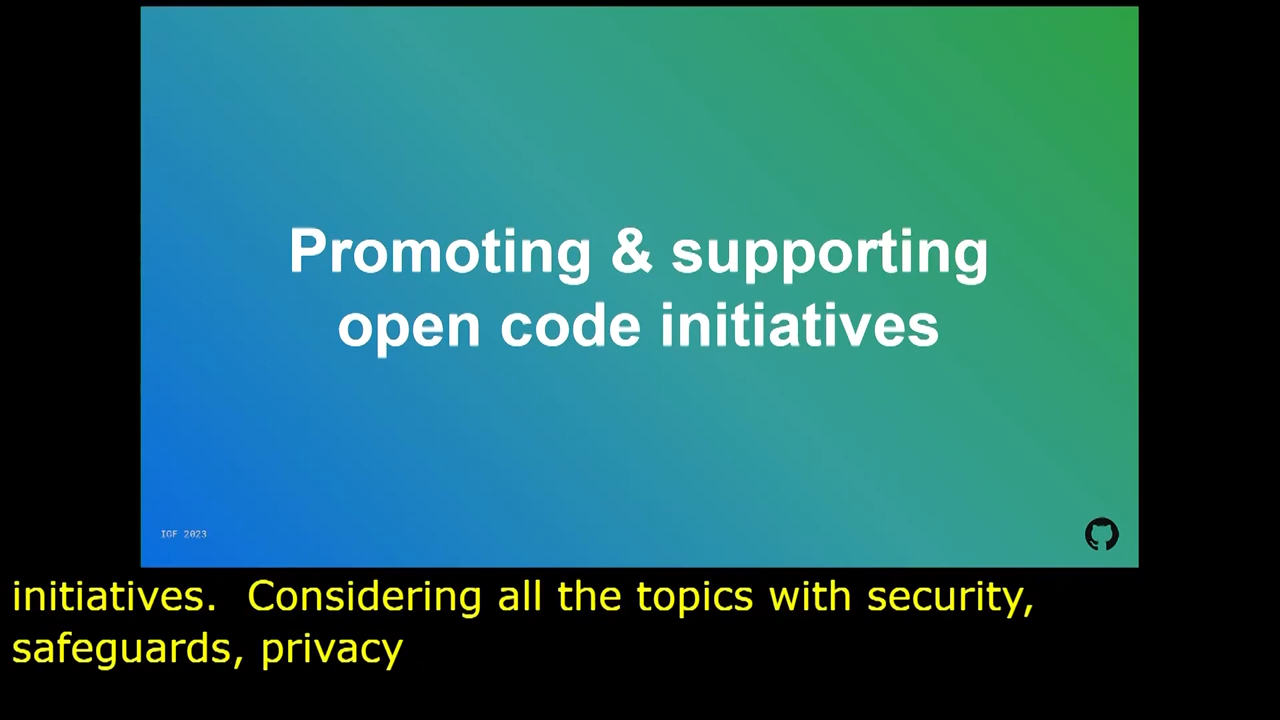 Promoting & supporting
open code initiatives
IGF 2023
initiatives.  Considering all the topics with security,
safeguards, privacy